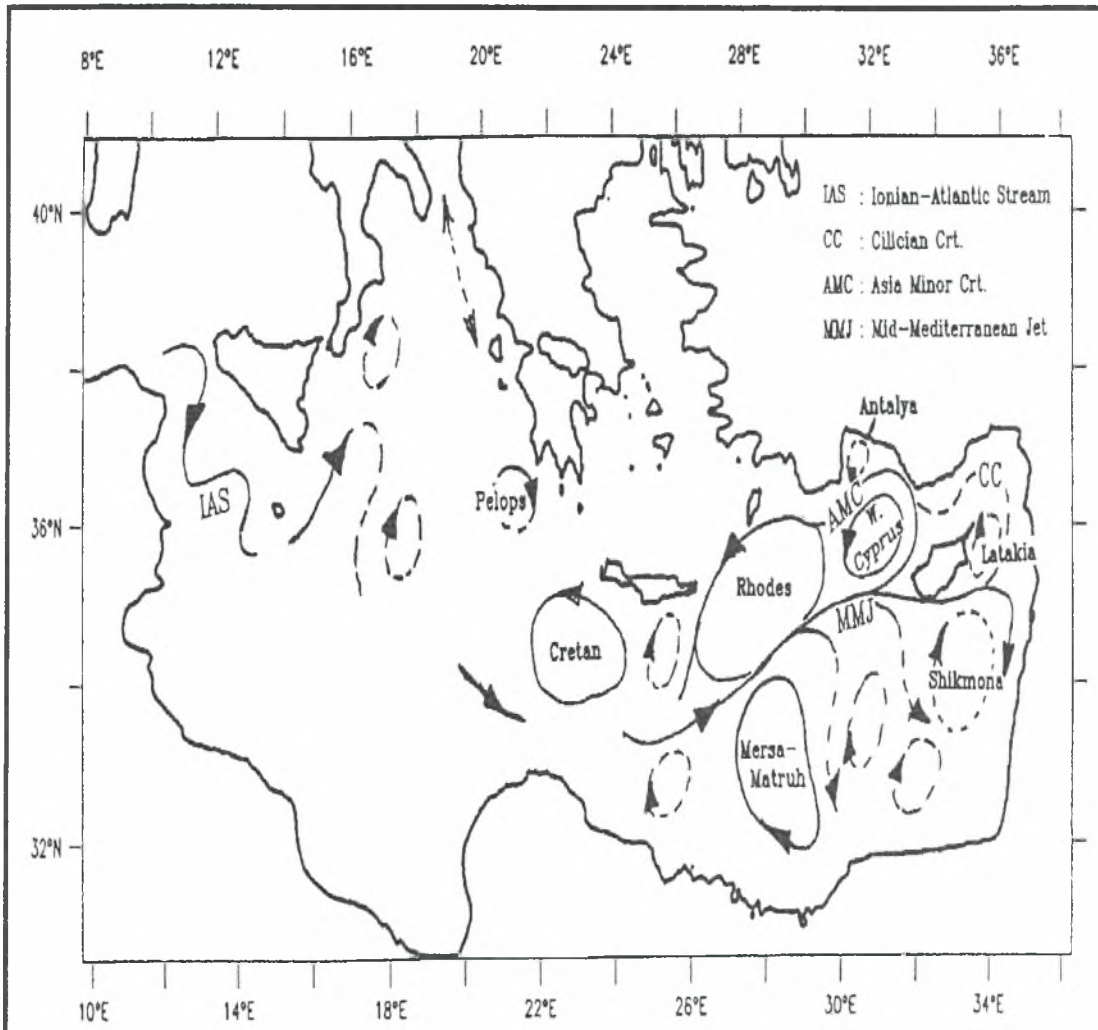 8°E 12°E 16°E 20°E 24°E 28°E 32°E 36°E
40°N
IAS : Ionian-Atlantic Stream
CC : Cilician Crt.
AMC : Asia Minor Crt.
MMJ : Mid-Mediterranean Jet
Antalya
CC
IAS
Pelops
AMC
W.
Cyprus
36°N
Latakia
Rhodes
MMJ
Cretan
Shikmona
Mersa-
Matruh
32°N
10°E 14°E 18°E 22°E 26°E 30°E 34°E